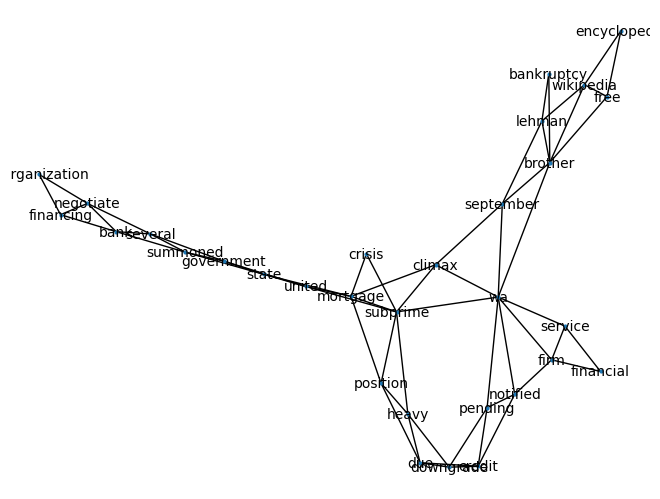 encycloped
bankruptcy
wikipedia
free
lehman
brother
rganization
negotiate
september
financing
bank
several
summoned
crisis
government
climax
state
united
mortgage
wa
subprime
service
firm
financial
position
notified
pending
heavy
due
downgrade
credit